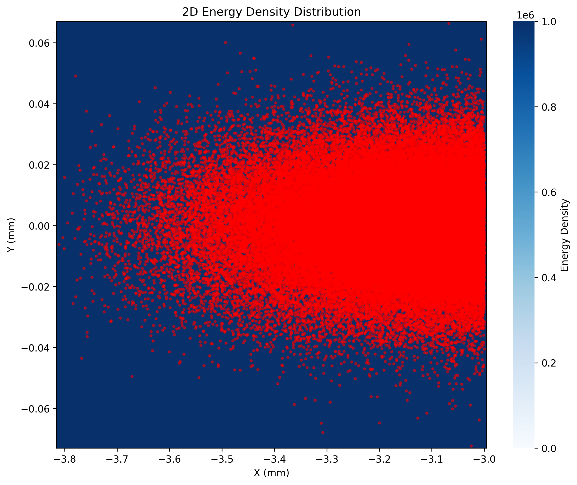 2D Energy Density Distribution
1e6
0.06
0.04
0.02
0.00
−0.02
−0.04
−0.06
Y (mm)
−3.8 −3.7 −3.6 −3.5 −3.4 −3.3 −3.2 −3.1 −3.0
X (mm)
1.0
0.8
0.6
0.4
0.2
0.0
Energy Density